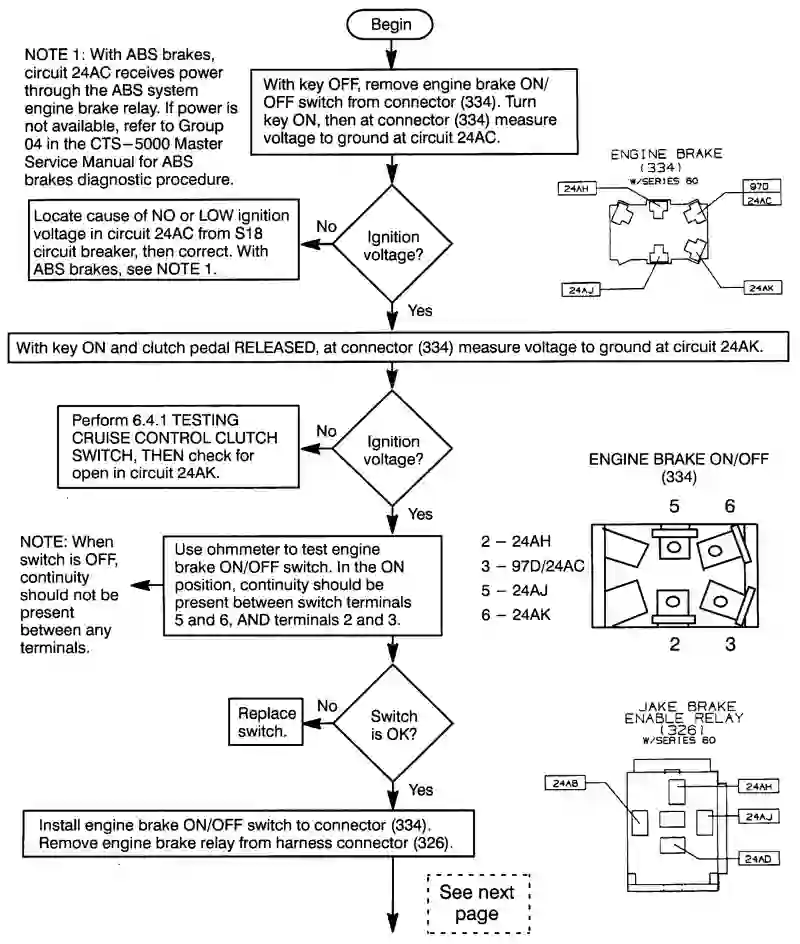 Begin
NOTE 1: With ABS brakes,
circuit 24AC receives power
through the ABS system
engine brake relay. If power is
not available, refer to Group
04 in the CTS–5000 Master
Service Manual for ABS
brakes diagnostic procedure.
With key OFF, remove engine brake ON/
OFF switch from connector (334). Turn
key ON, then at connector (334) measure
voltage to ground at circuit 24AC.
ENGINE BRAKE
(334)
W/SERIES 60
24AH
97D
24AC
24AJ
24AK
Locate cause of NO or LOW ignition
voltage in circuit 24AC from S18
circuit breaker, then correct. With
ABS brakes, see NOTE 1.
No
Ignition
voltage?
Yes
With key ON and clutch pedal RELEASED, at connector (334) measure voltage to ground at circuit 24AK.
Perform 6.4.1 TESTING
CRUISE CONTROL CLUTCH
SWITCH, THEN check for
open in circuit 24AK.
No
Ignition
voltage?
Yes
ENGINE BRAKE ON/OFF
(334)
5 6
2 – 24AH
3 – 97D/24AC
5 – 24AJ
6 – 24AK
2 3
NOTE: When
switch is OFF,
continuity
should not be
present
between any
terminals.
Use ohmmeter to test engine
brake ON/OFF switch. In the ON
position, continuity should be
present between switch terminals
5 and 6, AND terminals 2 and 3.
Replace
switch.
No
Switch
is OK?
Yes
JAKE BRAKE
ENABLE RELAY
(326)
W/SERIES 60
24AB
24AH
24AJ
24AD
Install engine brake ON/OFF switch to connector (334).
Remove engine brake relay from harness connector (326).
See next
page